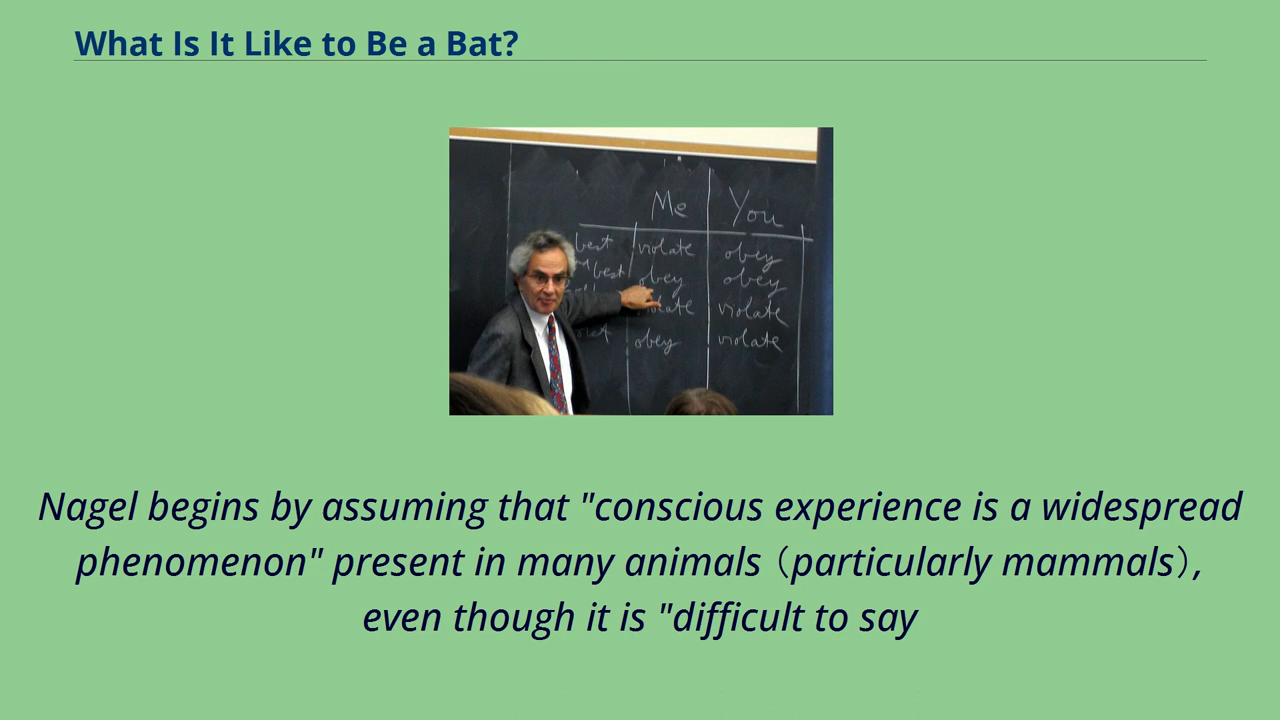 What Is It Like to Be a Bat?
Me You
best violate obey
best obey obey
violate
obey violate
Nagel begins by assuming that "conscious experience is a widespread
phenomenon" present in many animals (particularly mammals),
even though it is "difficult to say